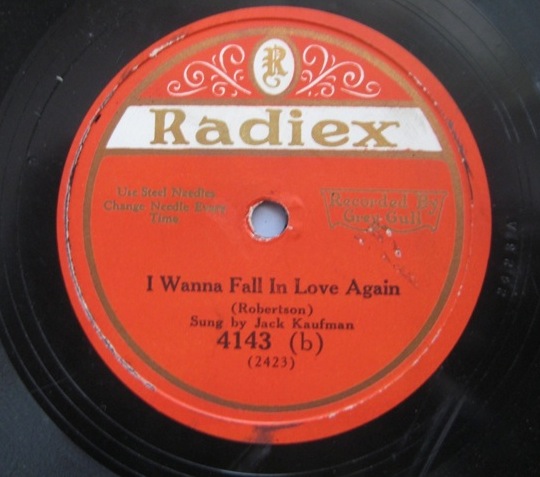 R
Radiex
Use Steel Needles
Change Needle Every
Time
Recorded By
Grey Gull
I Wanna Fall In Love Again
(Robertson)
Sung by Jack Kaufman
4143 (b)
(2423)